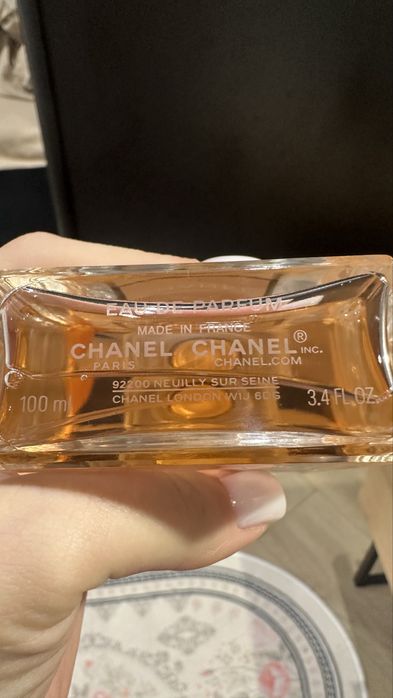 EAU DE PARFUM
MADE IN FRANCE
CHANEL CHANEL® INC.
PARIS CHANEL.COM
92200 NEUILLY SUR SEINE
100 ml CHANEL LONDON W1J 6DG 3.4 FL.OZ.